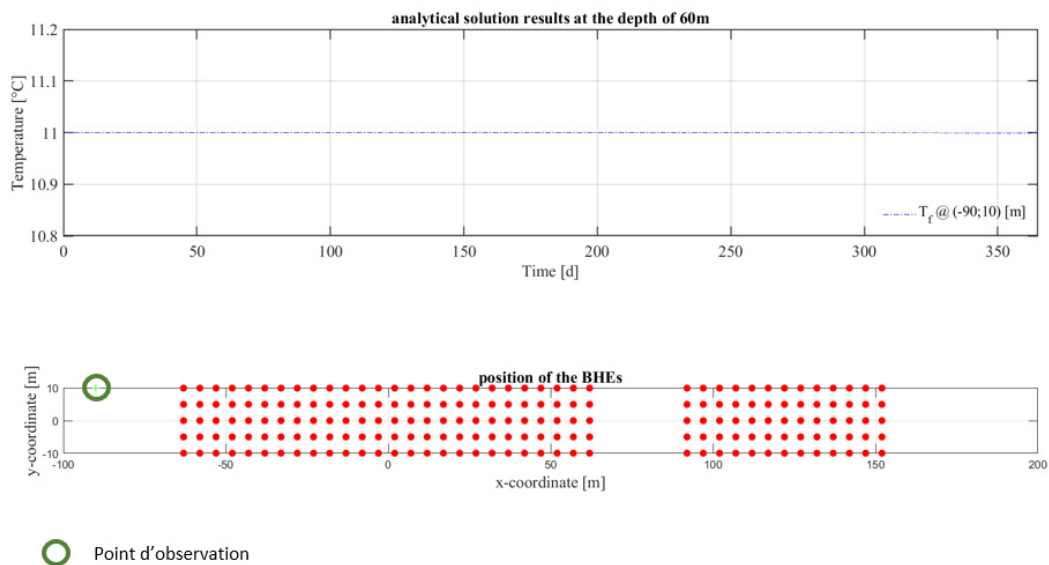 analytical solution results at the depth of 60m
11.2
11.1
11
10.9
10.8
Temperature [°C]
T_f @ (-90;10) [m]
0 50 100 150 200 250 300 350
Time [d]
position of the BHEs
10
5
0
-5
-10
y-coordinate [m]
-100 -50 0 50 100 150 200
x-coordinate [m]
Point d'observation